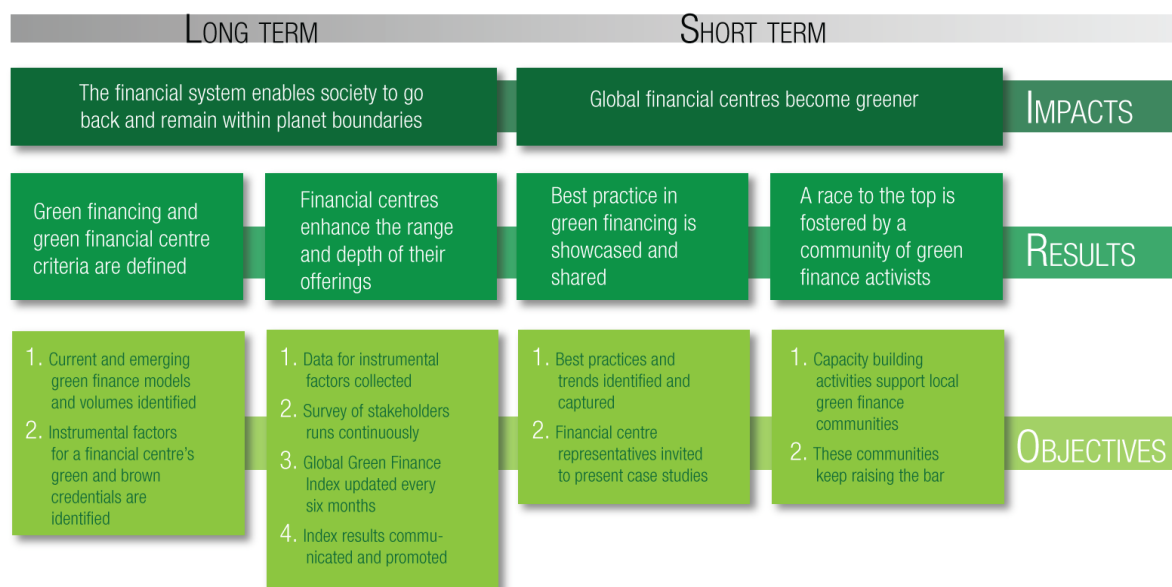 LONG TERM
SHORT TERM
The financial system enables society to go
back and remain within planet boundaries
Global financial centres become greener
IMPACTS
Green financing and
green financial centre
criteria are defined
Financial centres
enhance the range
and depth of their
offerings
Best practice in
green financing is
showcased and
shared
A race to the top is
fostered by a
community of green
finance activists
RESULTS
1. Current and emerging
green finance models
and volumes identified
2. Instrumental factors
for a financial centre's
green and brown
credentials are
identified
1. Data for instrumental
factors collected
2. Survey of stakeholders
runs continuously
3. Global Green Finance
Index updated every
six months
4. Index results commu-
nicated and promoted
1. Best practices and
trends identified and
captured
2. Financial centre
representatives invited
to present case studies
1. Capacity building
activities support local
green finance
communities
2. These communities
keep raising the bar
OBJECTIVES